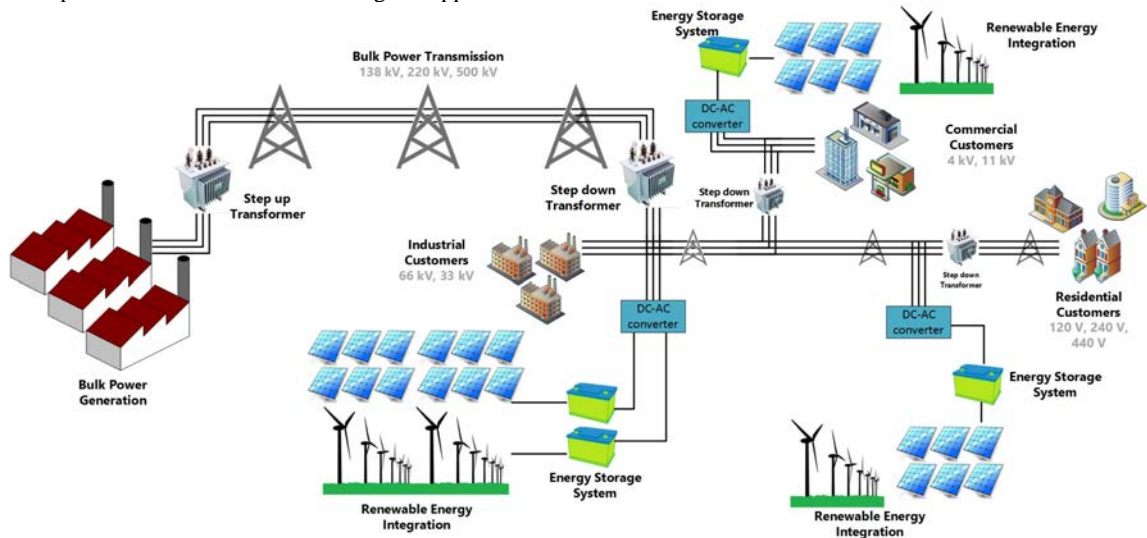 Energy Storage
System
Renewable Energy
Integration
Bulk Power Transmission
138 kV, 220 kV, 500 kV
DC-AC
converter
Commercial
Customers
4 kV, 11 kV
Step up
Transformer
Step down
Transformer
Step down
Transformer
Industrial
Customers
66 kV, 33 kV
Step down
Transformer
Residential
Customers
120 V, 240 V,
440 V
DC-AC
converter
DC-AC
converter
Bulk Power
Generation
Energy Storage
System
Energy Storage
System
Renewable Energy
Integration
Renewable Energy
Integration